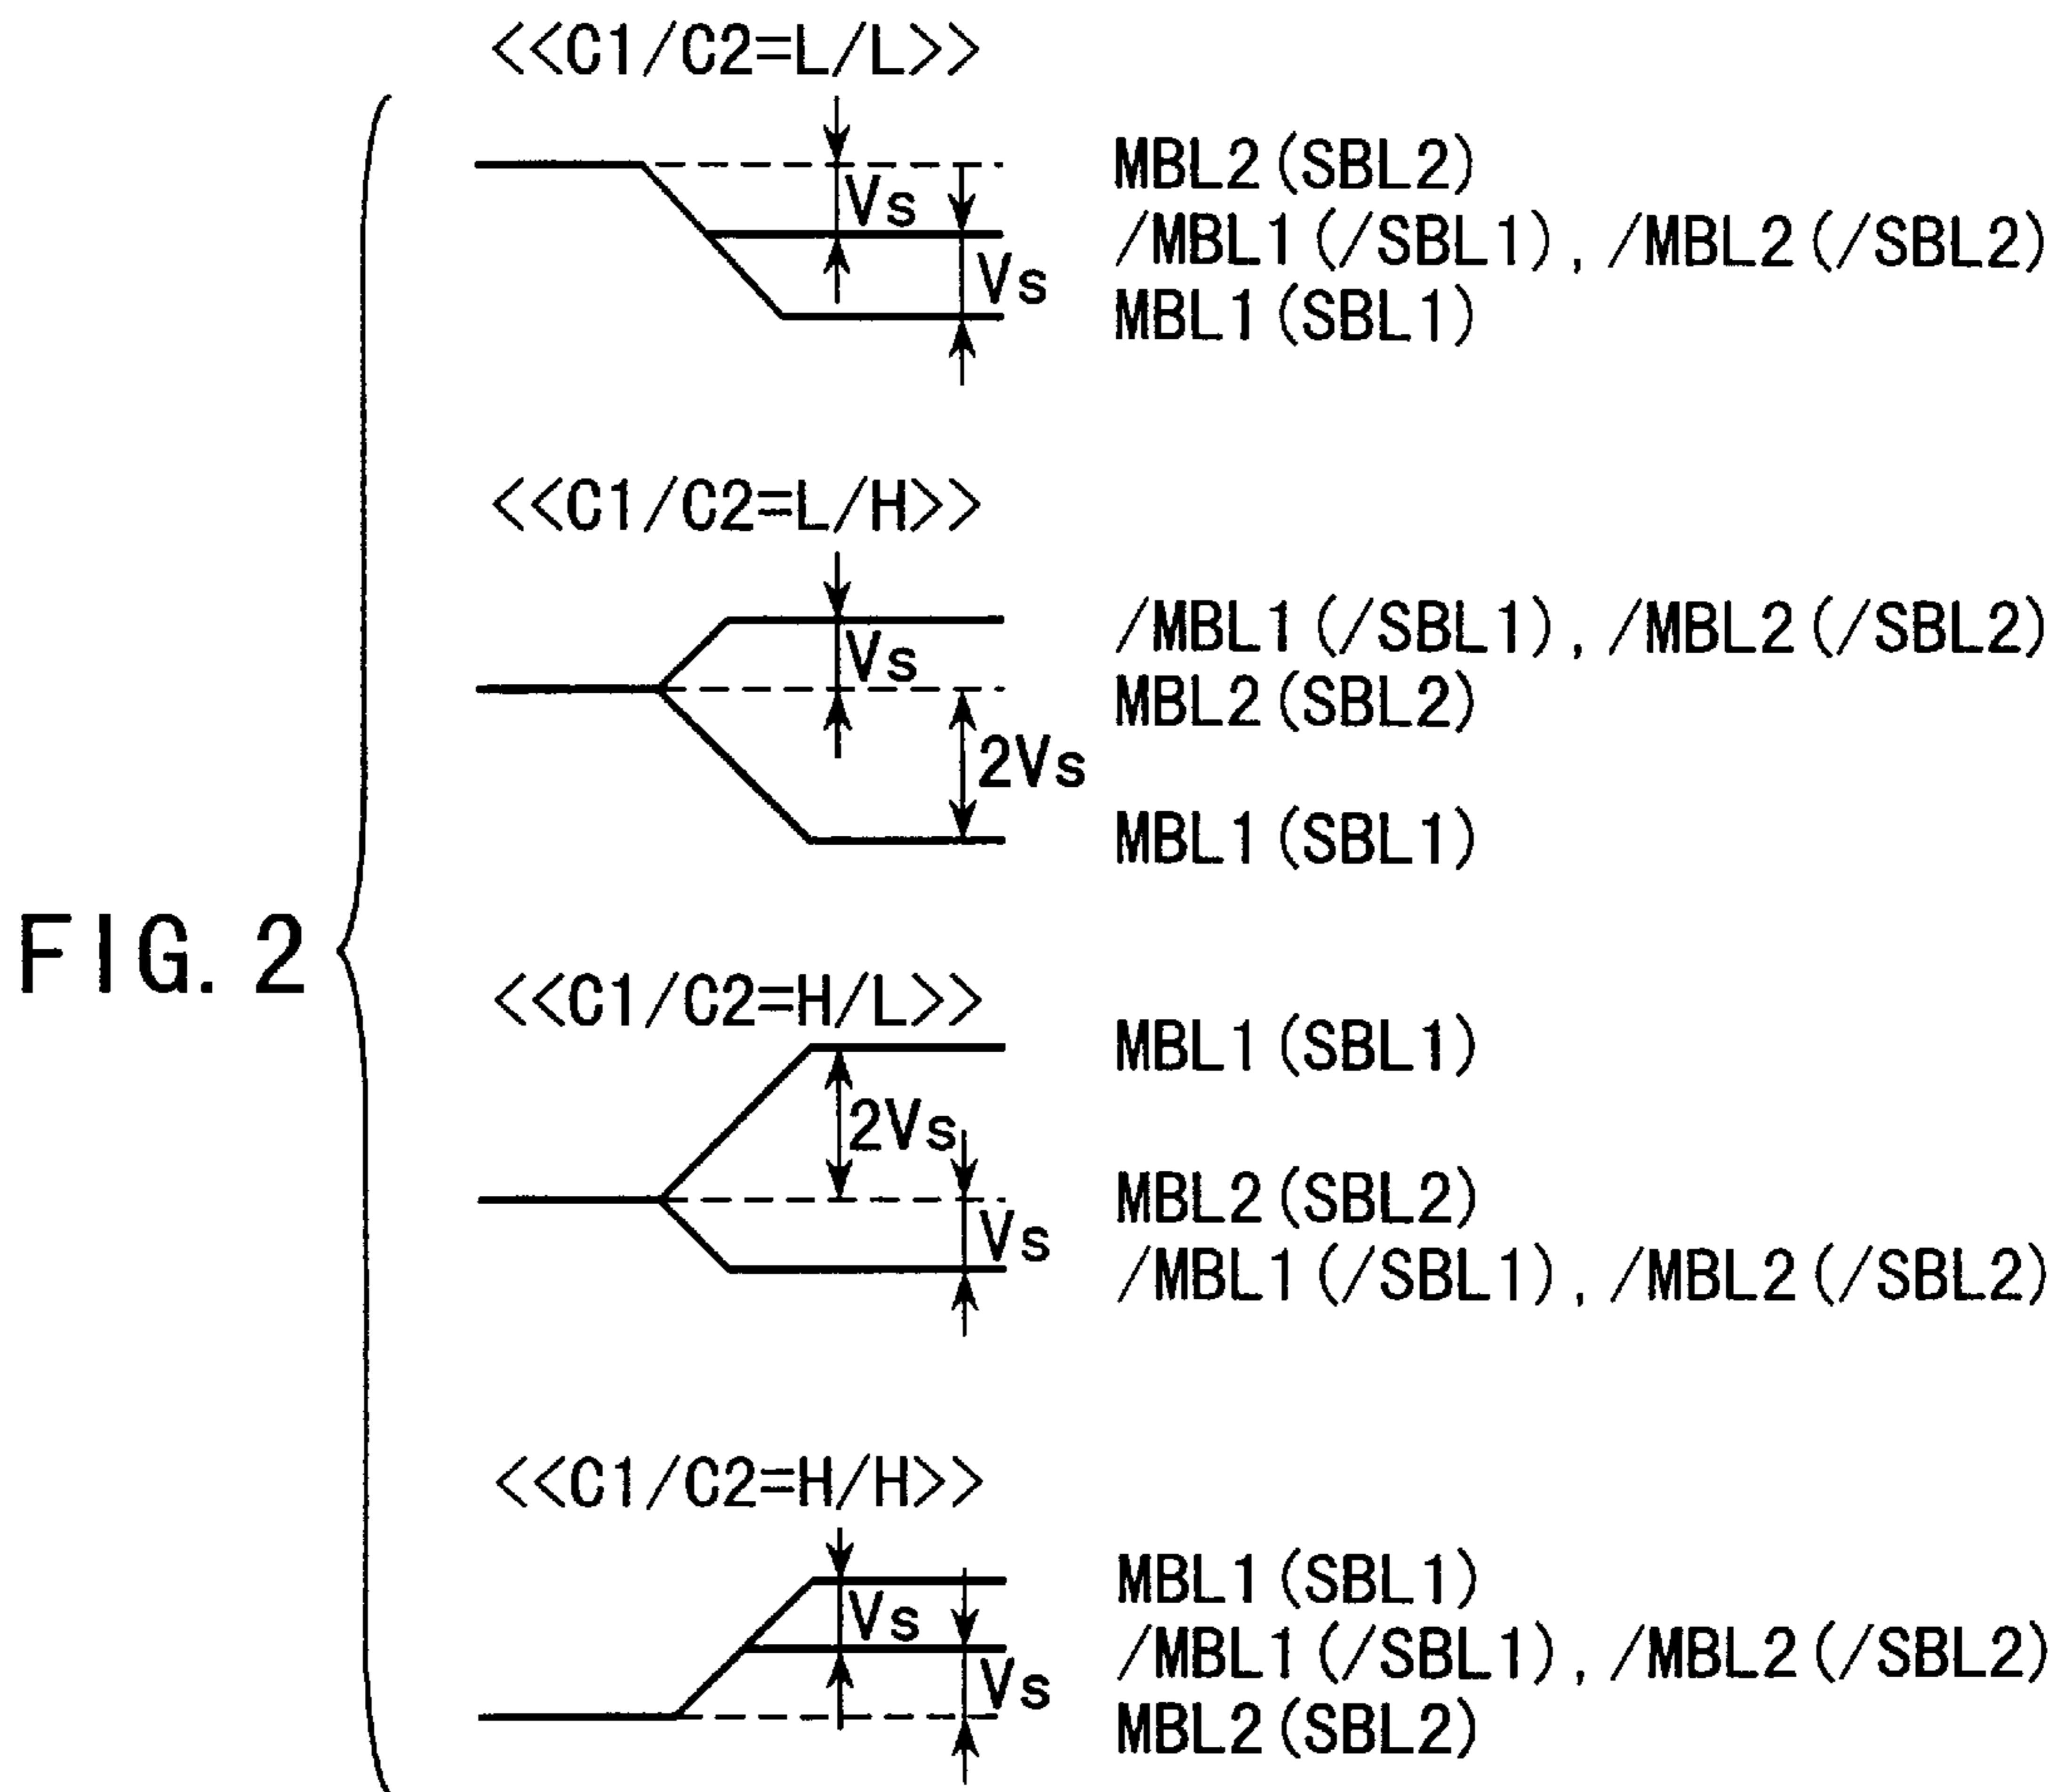 <<C1/C2=L/L>>
MBL2(SBL2)
Vs
/MBL1(/SBL1), /MBL2(/SBL2)
Vs
MBL1(SBL1)
<<C1/C2=L/H>>
/MBL1(/SBL1), /MBL2(/SBL2)
Vs
MBL2(SBL2)
2Vs
MBL1(SBL1)
FIG. 2
<<C1/C2=H/L>>
MBL1(SBL1)
2Vs
MBL2(SBL2)
Vs
/MBL1(/SBL1), /MBL2(/SBL2)
<<C1/C2=H/H>>
MBL1(SBL1)
Vs
/MBL1(/SBL1), /MBL2(/SBL2)
Vs
MBL2(SBL2)